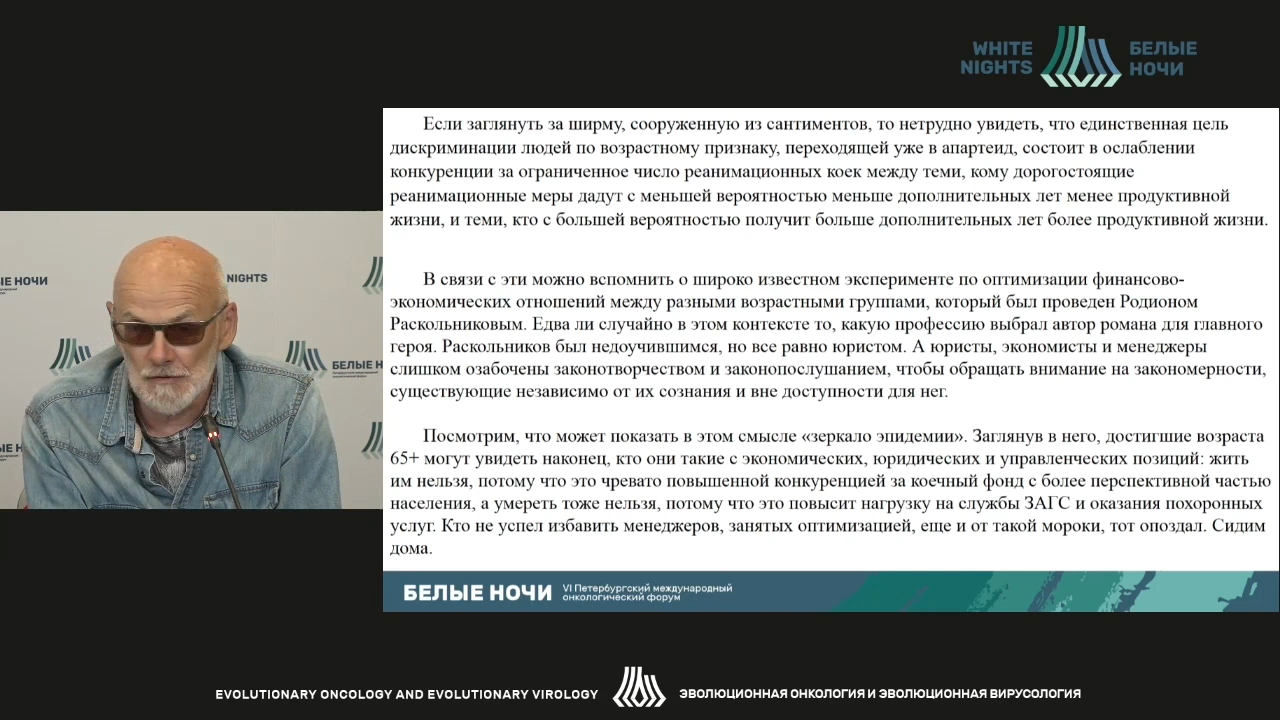 WHITE
NIGHTS
БЕЛЫЕ
НОЧИ
Если заглянуть за ширму, сооруженную из сантиментов, то нетрудно увидеть, что единственная цель
дискриминации людей по возрастному признаку, переходящей уже в апартеид, состоит в ослаблении
конкуренции за ограниченное число реанимационных коек между теми, кому дорогостоящие
реанимационные меры дадут с меньшей вероятностью меньше дополнительных лет менее продуктивной
жизни, и теми, кто с большей вероятностью получит больше дополнительных лет более продуктивной жизни.
В связи с эти можно вспомнить о широко известном эксперименте по оптимизации финансово-
экономических отношений между разными возрастными группами, который был проведен Родионом
Раскольниковым. Едва ли случайно в этом контексте то, какую профессию выбрал автор романа для главного
героя. Раскольников был недоучившимся, но все равно юристом. А юристы, экономисты и менеджеры
слишком озабочены законотворчеством и законопослушанием, чтобы обращать внимание на закономерности,
существующие независимо от их сознания и вне доступности для нег.
Посмотрим, что может показать в этом смысле «зеркало эпидемии». Заглянув в него, достигшие возраста
65+ могут увидеть наконец, кто они такие с экономических, юридических и управленческих позиций: жить
им нельзя, потому что это чревато повышенной конкуренцией за коечный фонд с более перспективной частью
населения, а умереть тоже нельзя, потому что это повысит нагрузку на службы ЗАГС и оказания похоронных
услуг. Кто не успел избавить менеджеров, занятых оптимизацией, еще и от такой мороки, тот опоздал. Сидим
дома.
БЕЛЫЕ НОЧИ
VI Петербургский международный
онкологический форум
ЫЕ НОЧИ
NIGHTS
БЕЛЫЕ Н
EVOLUTIONARY ONCOLOGY AND EVOLUTIONARY VIROLOGY
ЭВОЛЮЦИОННАЯ ОНКОЛОГИЯ И ЭВОЛЮЦИОННАЯ ВИРУСОЛОГИЯ